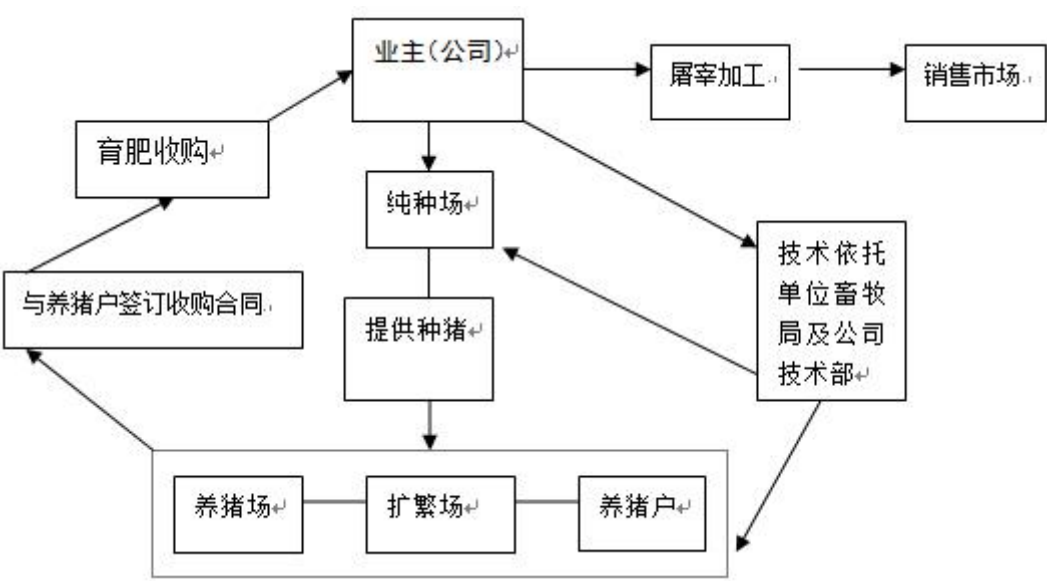 业主（公司）
屠宰加工
销售市场
育肥收购
纯种场
技术依托
单位畜牧
局及公司
技术部
与养猪户签订收购合同
提供种猪
养猪场
扩繁场
养猪户